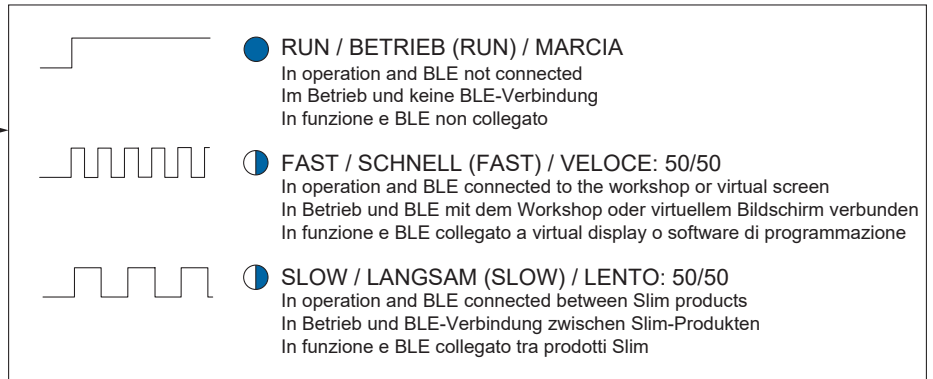 RUN / BETRIEB (RUN) / MARCIA
In operation and BLE not connected
Im Betrieb und keine BLE-Verbindung
In funzione e BLE non collegato
FAST / SCHNELL (FAST) / VELOCE: 50/50
In operation and BLE connected to the workshop or virtual screen
In Betrieb und BLE mit dem Workshop oder virtuellem Bildschirm verbunden
In funzione e BLE collegato a virtual display o software di programmazione
SLOW / LANGSAM (SLOW) / LENTO: 50/50
In operation and BLE connected between Slim products
In Betrieb und BLE-Verbindung zwischen Slim-Produkten
In funzione e BLE collegato tra prodotti Slim